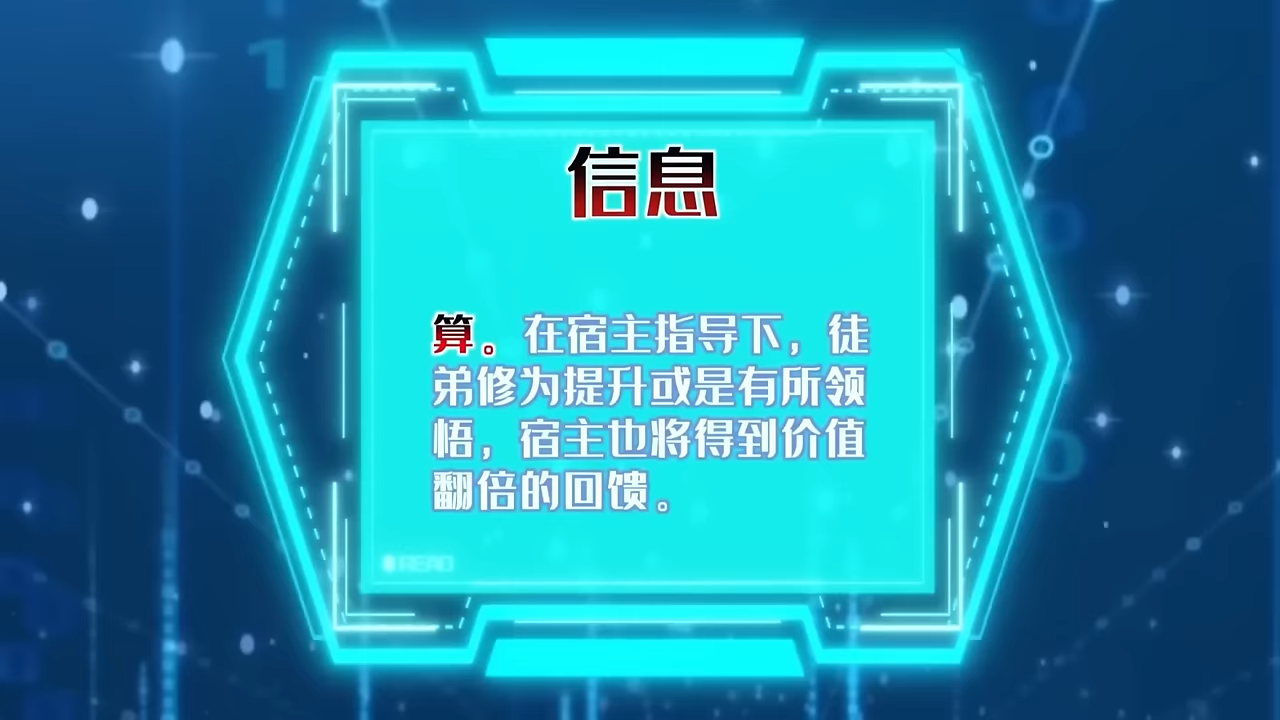 信息
算。在宿主指导下，徒
弟修为提升或是有所领
悟，宿主也将得到价值
翻倍的回馈。
READ